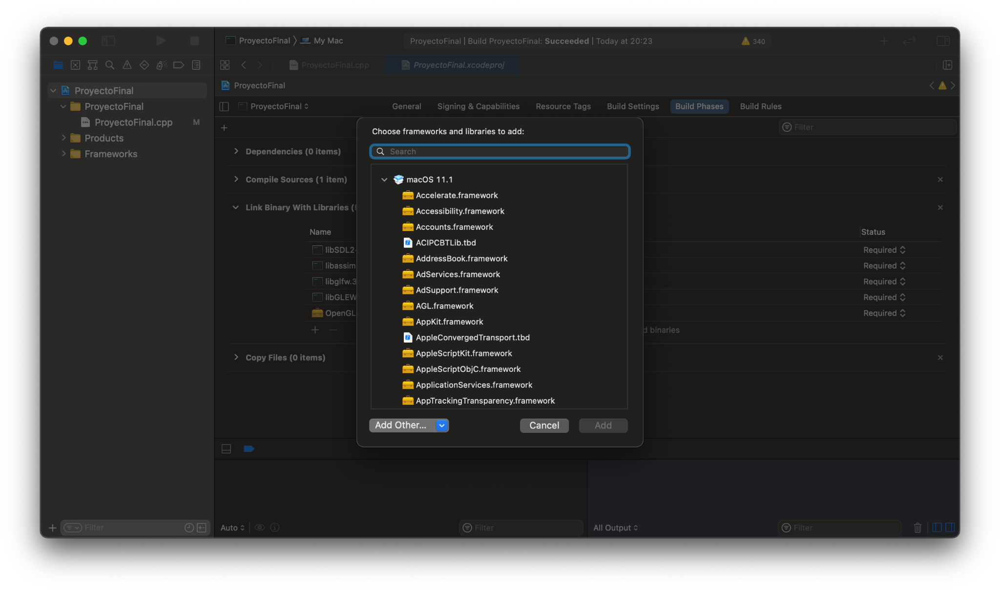 ProyectoFinal 〉 My Mac
ProyectoFinal | Build ProyectoFinal: Succeeded | Today at 20:23
340
ProyectoFinal.cpp
ProyectoFinal.xcodeproj
ProyectoFinal
ProyectoFinal
ProyectoFinal.cpp M
Products
Frameworks
ProyectoFinal
ProyectoFinal
General
Signing & Capabilities
Resource Tags
Build Settings
Build Phases
Build Rules
Filter
Dependencies (0 items)
Compile Sources (1 item)
Link Binary With Libraries
Name
Status
libSDL2-
Required
libassim
Required
libglfw.3
Required
libGLEW
Required
OpenGL
Required
d binaries
Copy Files (0 items)
Choose frameworks and libraries to add:
Search
macOS 11.1
Accelerate.framework
Accessibility.framework
Accounts.framework
ACIPCBTLib.tbd
AddressBook.framework
AdServices.framework
AdSupport.framework
AGL.framework
AppKit.framework
AppleConvergedTransport.tbd
AppleScriptKit.framework
AppleScriptObjC.framework
ApplicationServices.framework
AppTrackingTransparency.framework
Add Other...
Cancel
Add
Filter
Auto
Filter
All Output
Filter